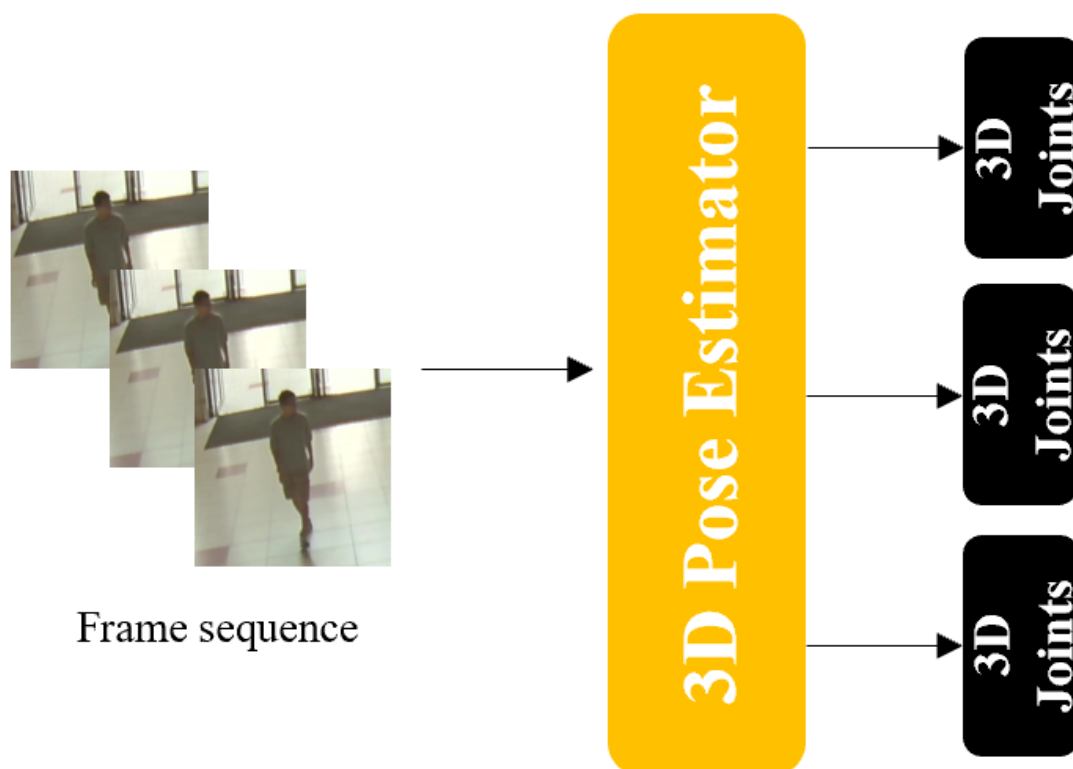 Frame sequence
3D Pose Estimator
3D
Joints
3D
Joints
3D
Joints